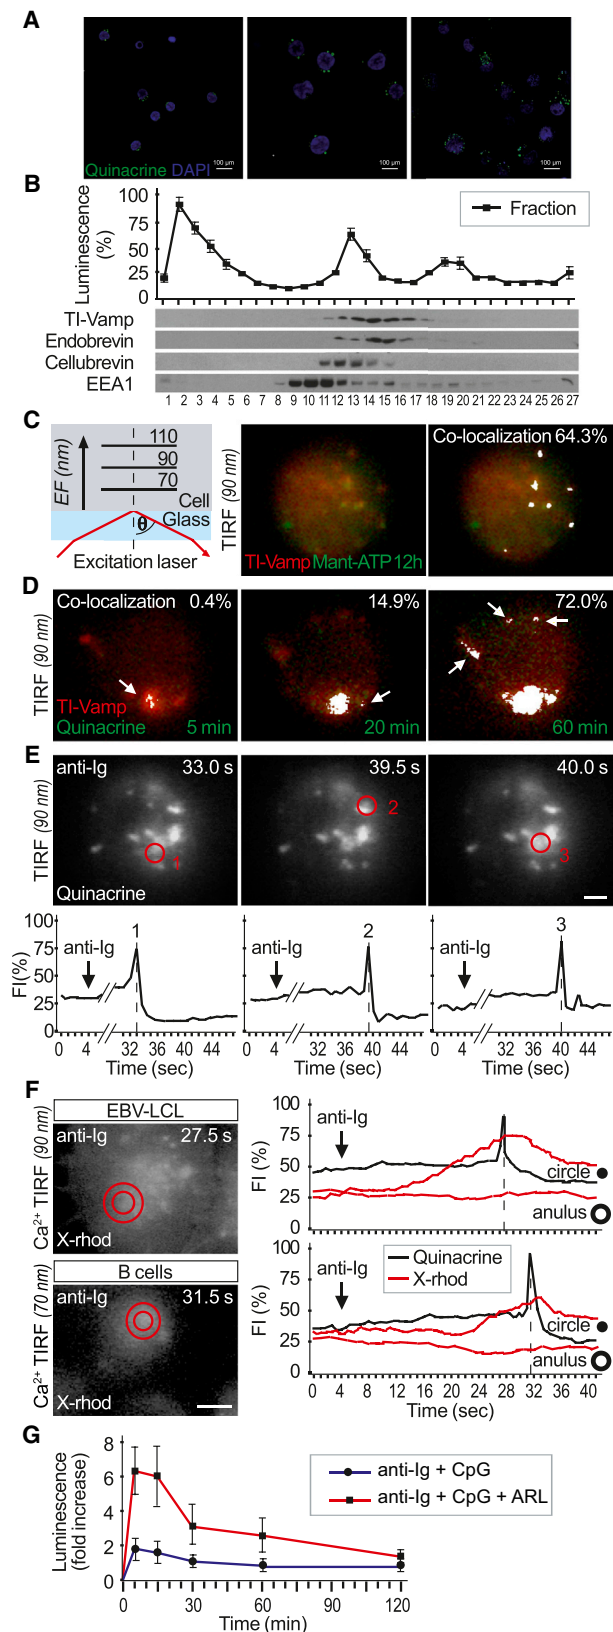 A
Quinacrine DAPI
100 µm
100 µm
100 µm
B
Luminescence (%)
100
75
50
25
0
Fraction
TI-Vamp
Endobrevin
Cellubrevin
EEA1
1 2 3 4 5 6 7 8 9 10 11 12 13 14 15 16 17 18 19 20 21 22 23 24 25 26 27
C
EF (nm)
110
90
70
Cell
Glass
θ
Excitation laser
TIRF (90 nm)
TI-Vamp Mant-ATP 12h
Co-localization 64.3%
D
TIRF (90 nm)
Co-localization 0.4%
TI-Vamp
Quinacrine 5 min
14.9%
20 min
72.0%
60 min
E
TIRF (90 nm)
anti-Ig 33.0 s
1
Quinacrine
39.5 s
2
40.0 s
3
FI(%)
100
75
50
25
0
anti-Ig
1
0 4 32 36 40 44
Time (sec)
anti-Ig
2
0 4 32 36 40 44
Time (sec)
anti-Ig
3
0 4 32 36 40 44
Time (sec)
F
EBV-LCL
Ca2+ TIRF (90 nm)
anti-Ig 27.5 s
X-rhod
B cells
Ca2+ TIRF (70 nm)
anti-Ig 31.5 s
X-rhod
FI (%)
100
75
50
25
0
anti-Ig
circle
anulus
FI (%)
100
75
50
25
0
anti-Ig
Quinacrine
X-rhod
circle
anulus
0 4 8 12 16 20 24 28 32 36 40
Time (sec)
G
Luminescence (fold increase)
8
6
4
2
0
anti-Ig + CpG
anti-Ig + CpG + ARL
0 30 60 90 120
Time (min)